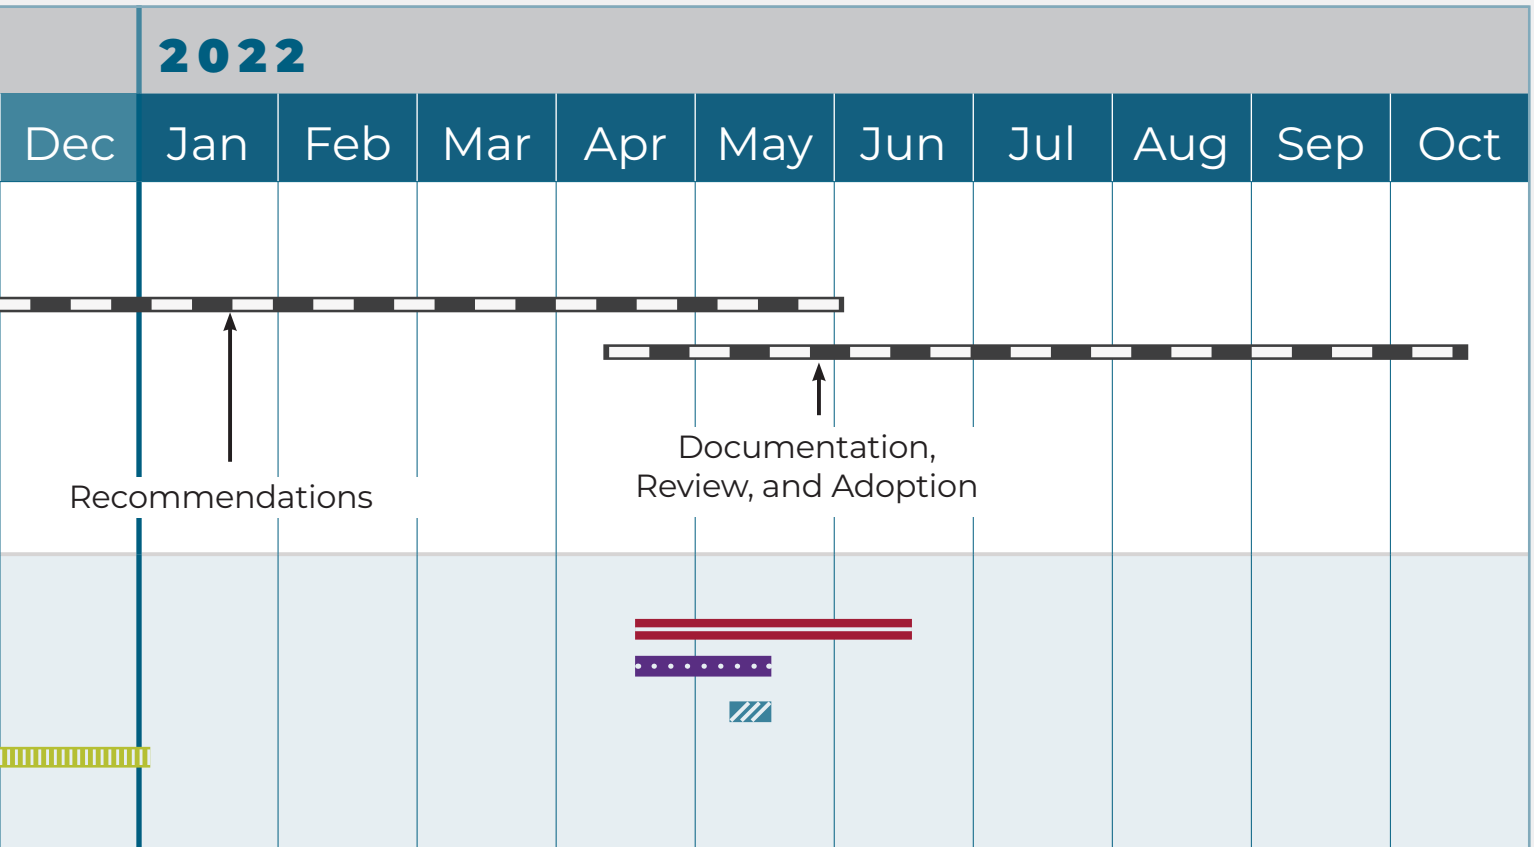 2022
Dec Jan Feb Mar Apr May Jun Jul Aug Sep Oct
Documentation,
Review, and Adoption
Recommendations